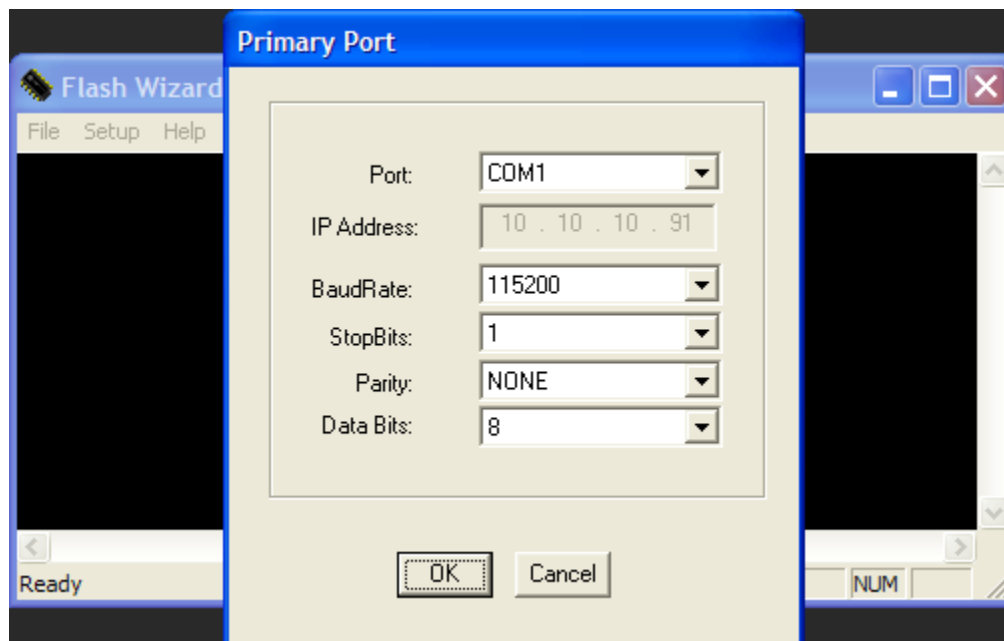 Primary Port
Flash Wizard
File Setup Help
Port: COM1
IP Address: 10 . 10 . 10 . 91
BaudRate: 115200
StopBits: 1
Parity: NONE
Data Bits: 8
OK Cancel
Ready NUM